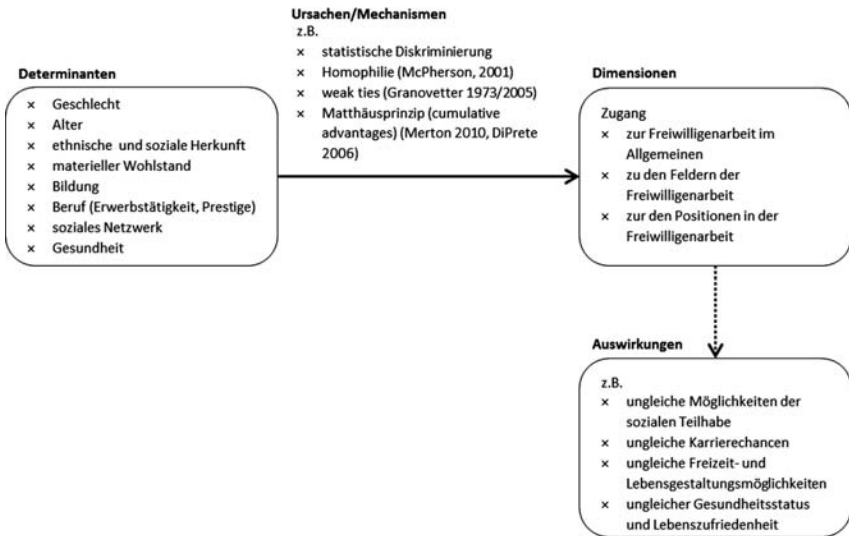 Determanten
× Geschlecht
× Alter
× ethnische und soziale Herkunft
× materieller Wohlstand
× Bildung
× Beruf (Erwerbstätigkeit, Prestige)
× soziales Netzwerk
× Gesundheit
Ursachen/Mechanismen
z.B.
× statistische Diskriminierung
× Homophilie (McPherson, 2001)
× weak ties (Granovetter 1973/2005)
× Matthäusprinzip (cumulative
advantages) (Merton 2010, DiPrete
2006)
Dimensionen
Zugang
× zur Freiwilligenarbeit im
Allgemeinen
× zu den Feldern der
Freiwilligenarbeit
× zur den Positionen in der
Freiwilligenarbeit
Auswirkungen
z.B.
× ungleiche Möglichkeiten der
sozialen Teilhabe
× ungleiche Karrierechancen
× ungleiche Freizeit- und
Lebensgestaltungsmöglichkeiten
× ungleicher Gesundheitsstatus
und Lebenszufriedenheit